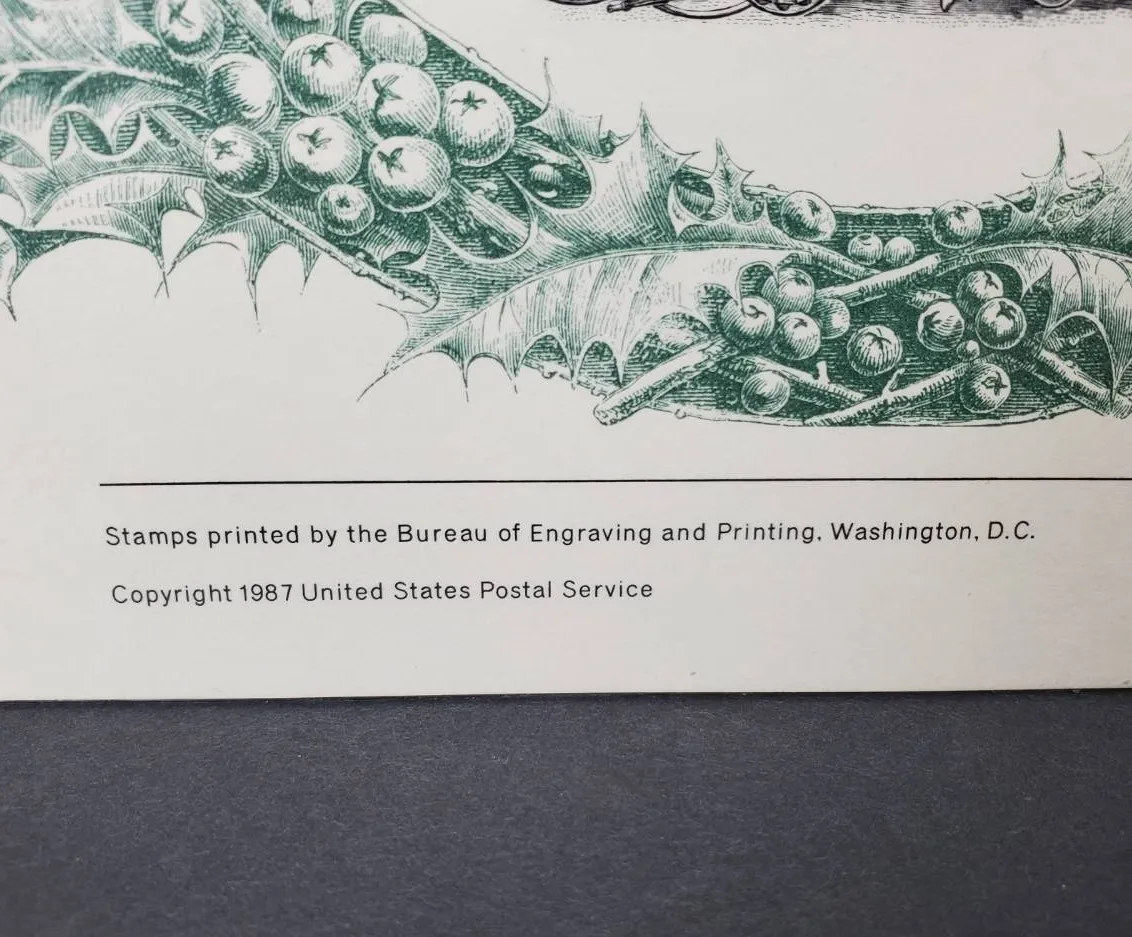 Stamps printed by the Bureau of Engraving and Printing, Washington, D.C.
Copyright 1987 United States Postal Service